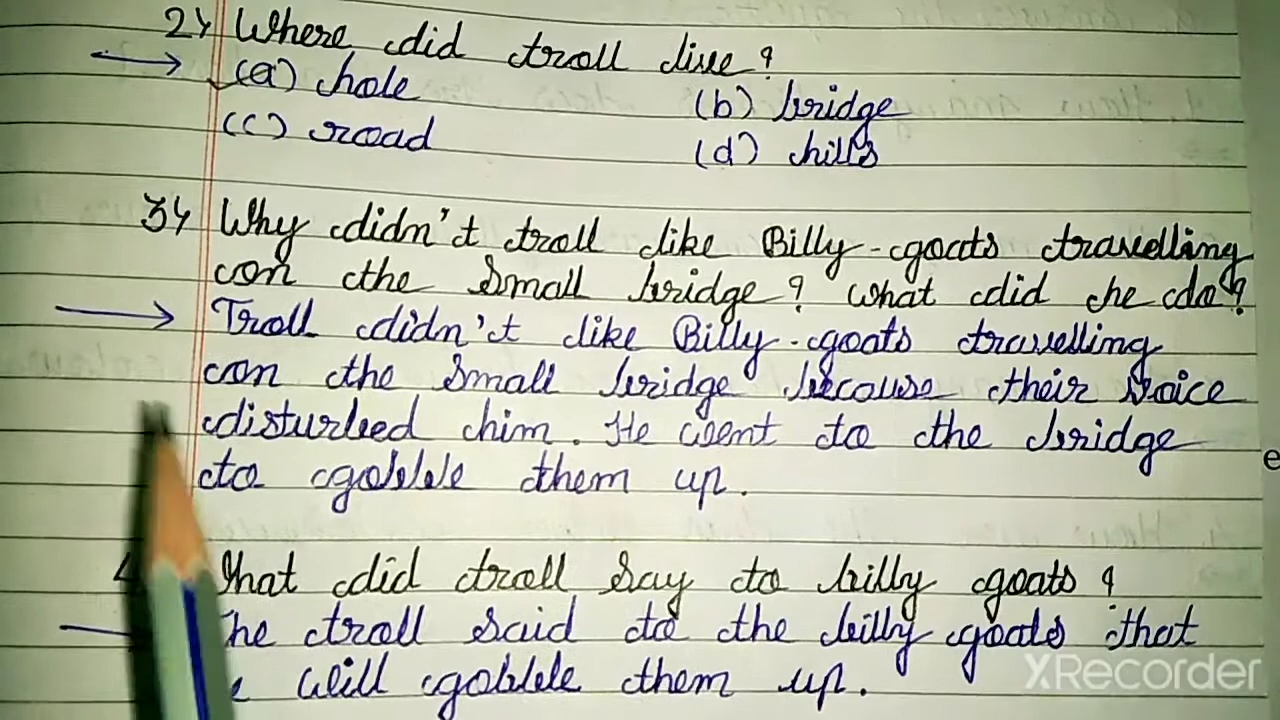 2) Where did troll live?
(a) hole (b) bridge
(c) road (d) hills
3) Why didn't troll like Billy-goats travelling
on the small bridge? What did he do?
Troll didn't like Billy-goats travelling
on the small bridge because their voice
disturbed him. He went to the bridge
to gobble them up.
hat did troll say to billy goats?
he troll said to the billy goats that
e will gobble them up.
e
XRecorder